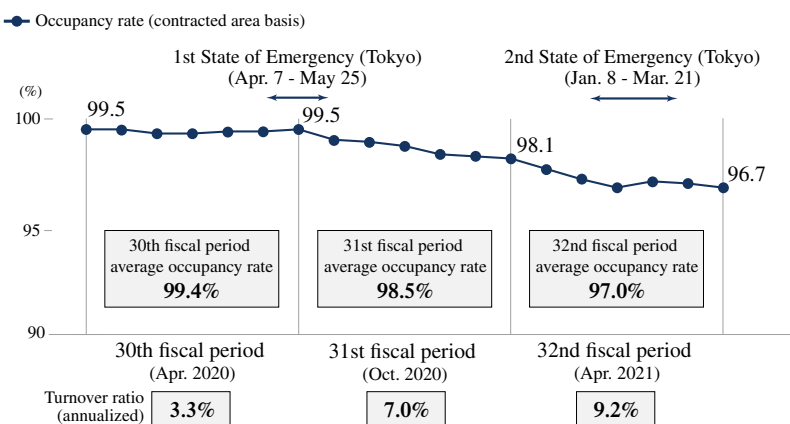 Occupancy rate (contracted area basis)
1st State of Emergency (Tokyo)
(Apr. 7 - May 25)
2nd State of Emergency (Tokyo)
(Jan. 8 - Mar. 21)
(%)
100
95
90
99.5
99.5
98.1
96.7
30th fiscal period
average occupancy rate
99.4%
31st fiscal period
average occupancy rate
98.5%
32nd fiscal period
average occupancy rate
97.0%
30th fiscal period
(Apr. 2020)
31st fiscal period
(Oct. 2020)
32nd fiscal period
(Apr. 2021)
Turnover ratio
(annualized)
3.3%
7.0%
9.2%